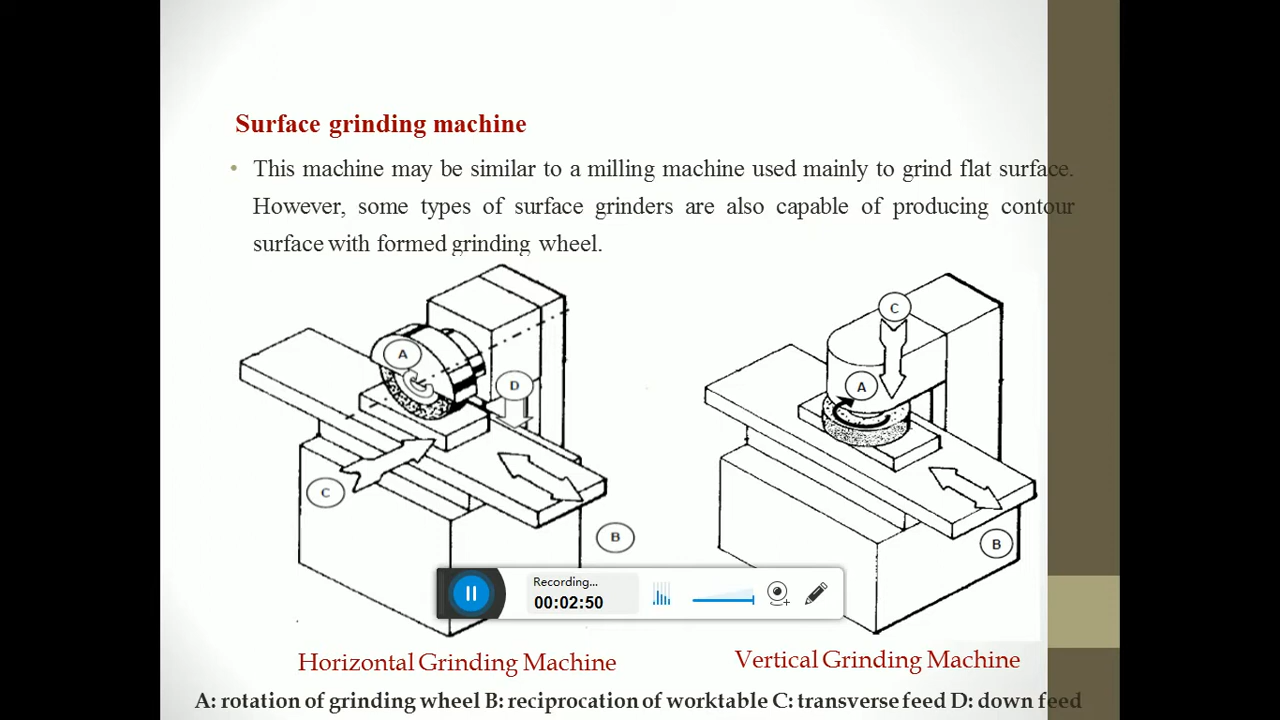 Surface grinding machine
• This machine may be similar to a milling machine used mainly to grind flat surface.
However, some types of surface grinders are also capable of producing contour
surface with formed grinding wheel.
C
A
A
D
C
B
B
Recording...
00:02:50
Horizontal Grinding Machine
Vertical Grinding Machine
A: rotation of grinding wheel B: reciprocation of worktable C: transverse feed D: down feed